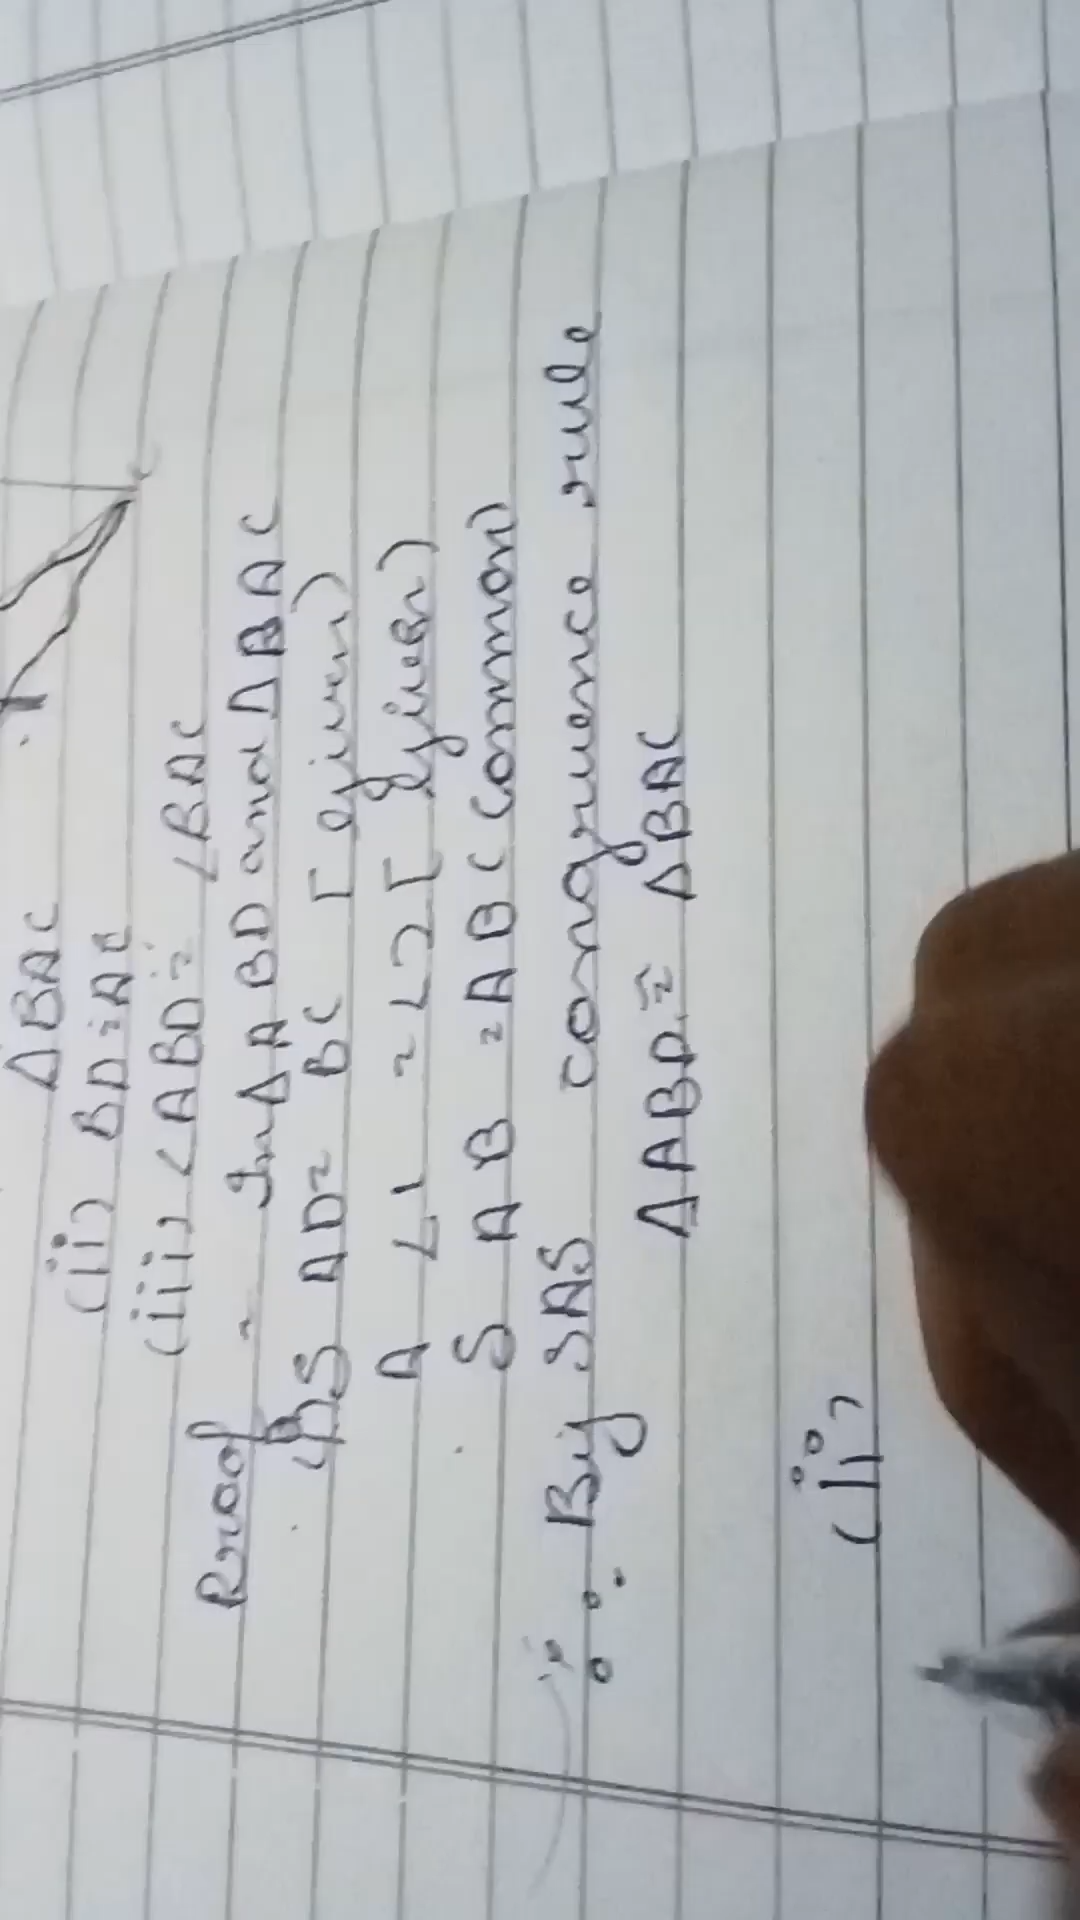 ΔBAC
(ii) BD=AC
(iii) ∠ABD = ∠BAC
Proof - In ΔABD and ΔBAC
S AD = BC [given)
A ∠1 = ∠2 [given)
S AB = AB (common)
∴ By SAS congruence rule
ΔABD ≅ ΔBAC
(ii)